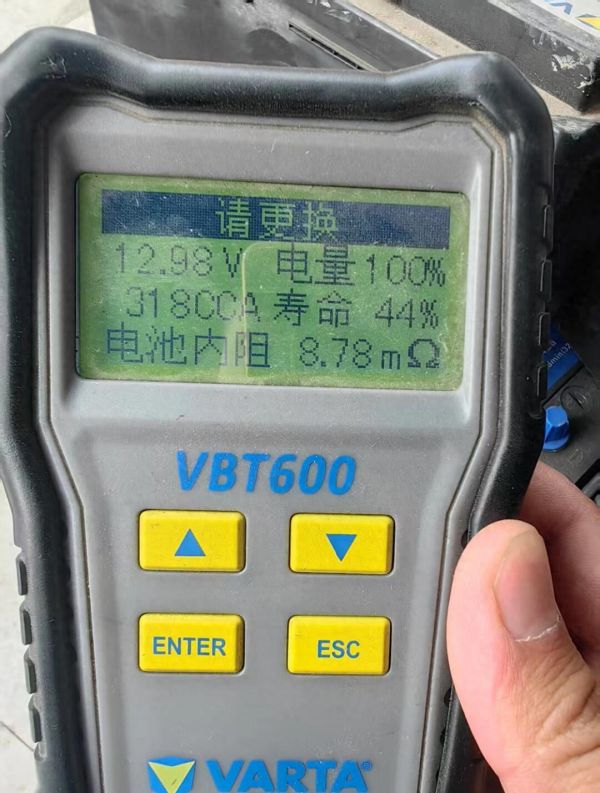 请更换
12.98V 电量100%
318CCA 寿命 44%
电池内阻 8.78mΩ
VBT600
ENTER
ESC
VARTA